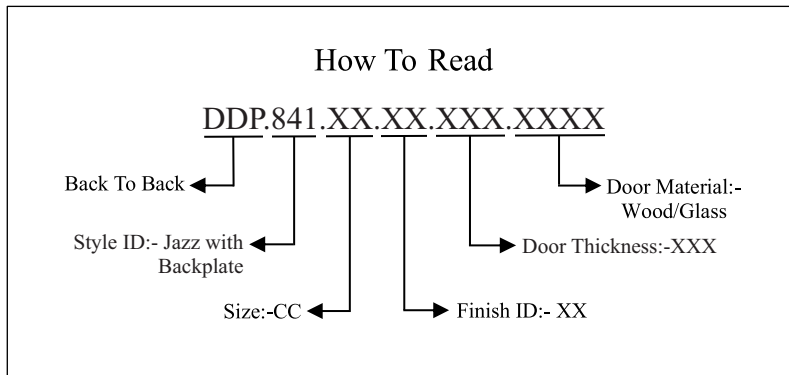 How To Read
DDP.841.XX.XX.XXX.XXXX
Back To Back
Door Material:-
Wood/Glass
Style ID:- Jazz with
Backplate
Door Thickness:-XXX
Size:-CC
Finish ID:- XX